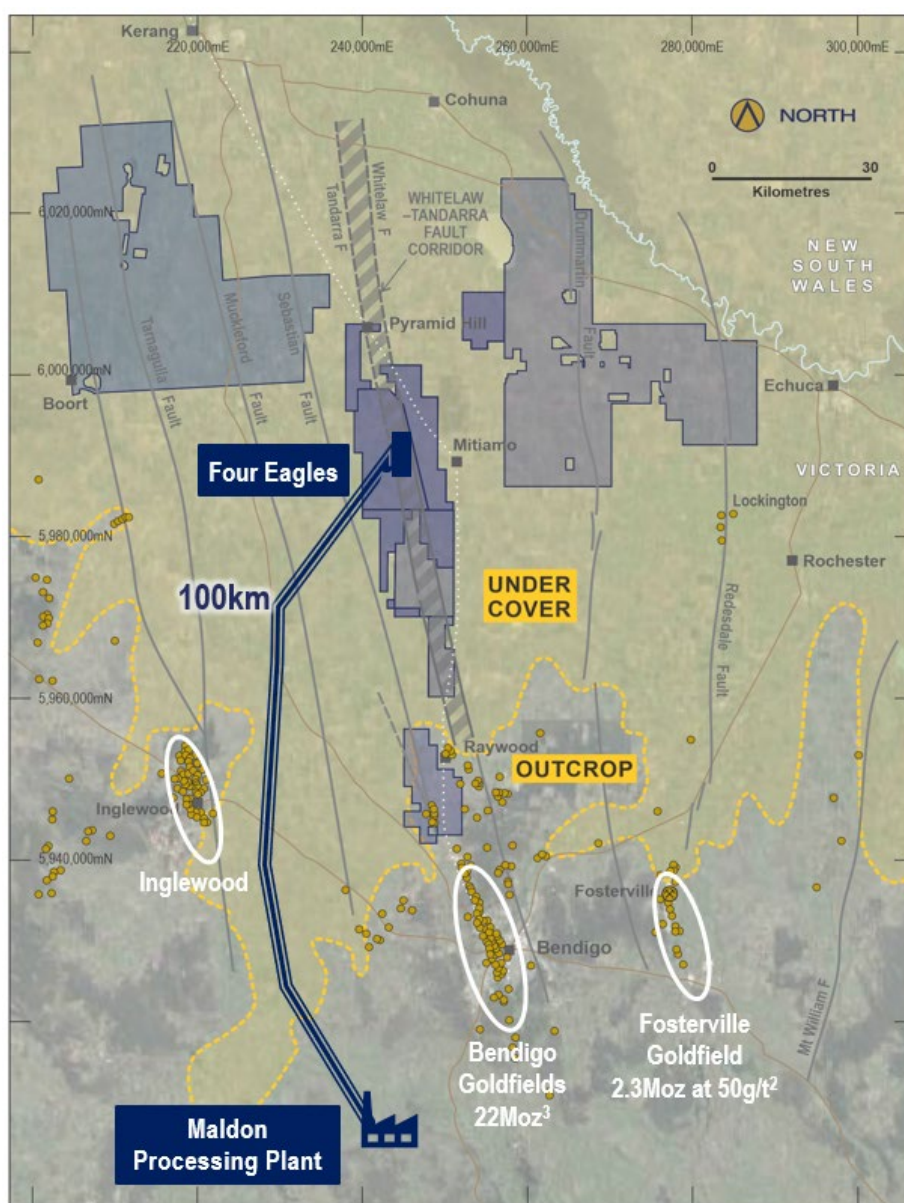 Kerang
220,000mE
240,000mE
260,000mE
280,000mE
300,000mE
Cohuna
NORTH
0
30
Kilometres
6,020,000mN
Tandarra F
Whitelaw F
WHITELAW
–TANDARRA
FAULT
CORRIDOR
Drummartin
Fault
NEW
SOUTH
WALES
Tarnagulla
Fault
Muckleford
Fault
Sebastian
Fault
Pyramid Hill
6,000,000mN
Boort
Echuca
Mitiamo
Four Eagles
VICTORIA
Lockington
5,980,000mN
Rochester
100km
UNDER
COVER
Redesdale
Fault
5,960,000mN
Raywood
OUTCROP
Inglewood
Inglewood
5,940,000mN
Fosterville
Bendigo
Mt William F
Bendigo
Goldfields
22Moz³
Fosterville
Goldfield
2.3Moz at 50g/t²
Maldon
Processing Plant